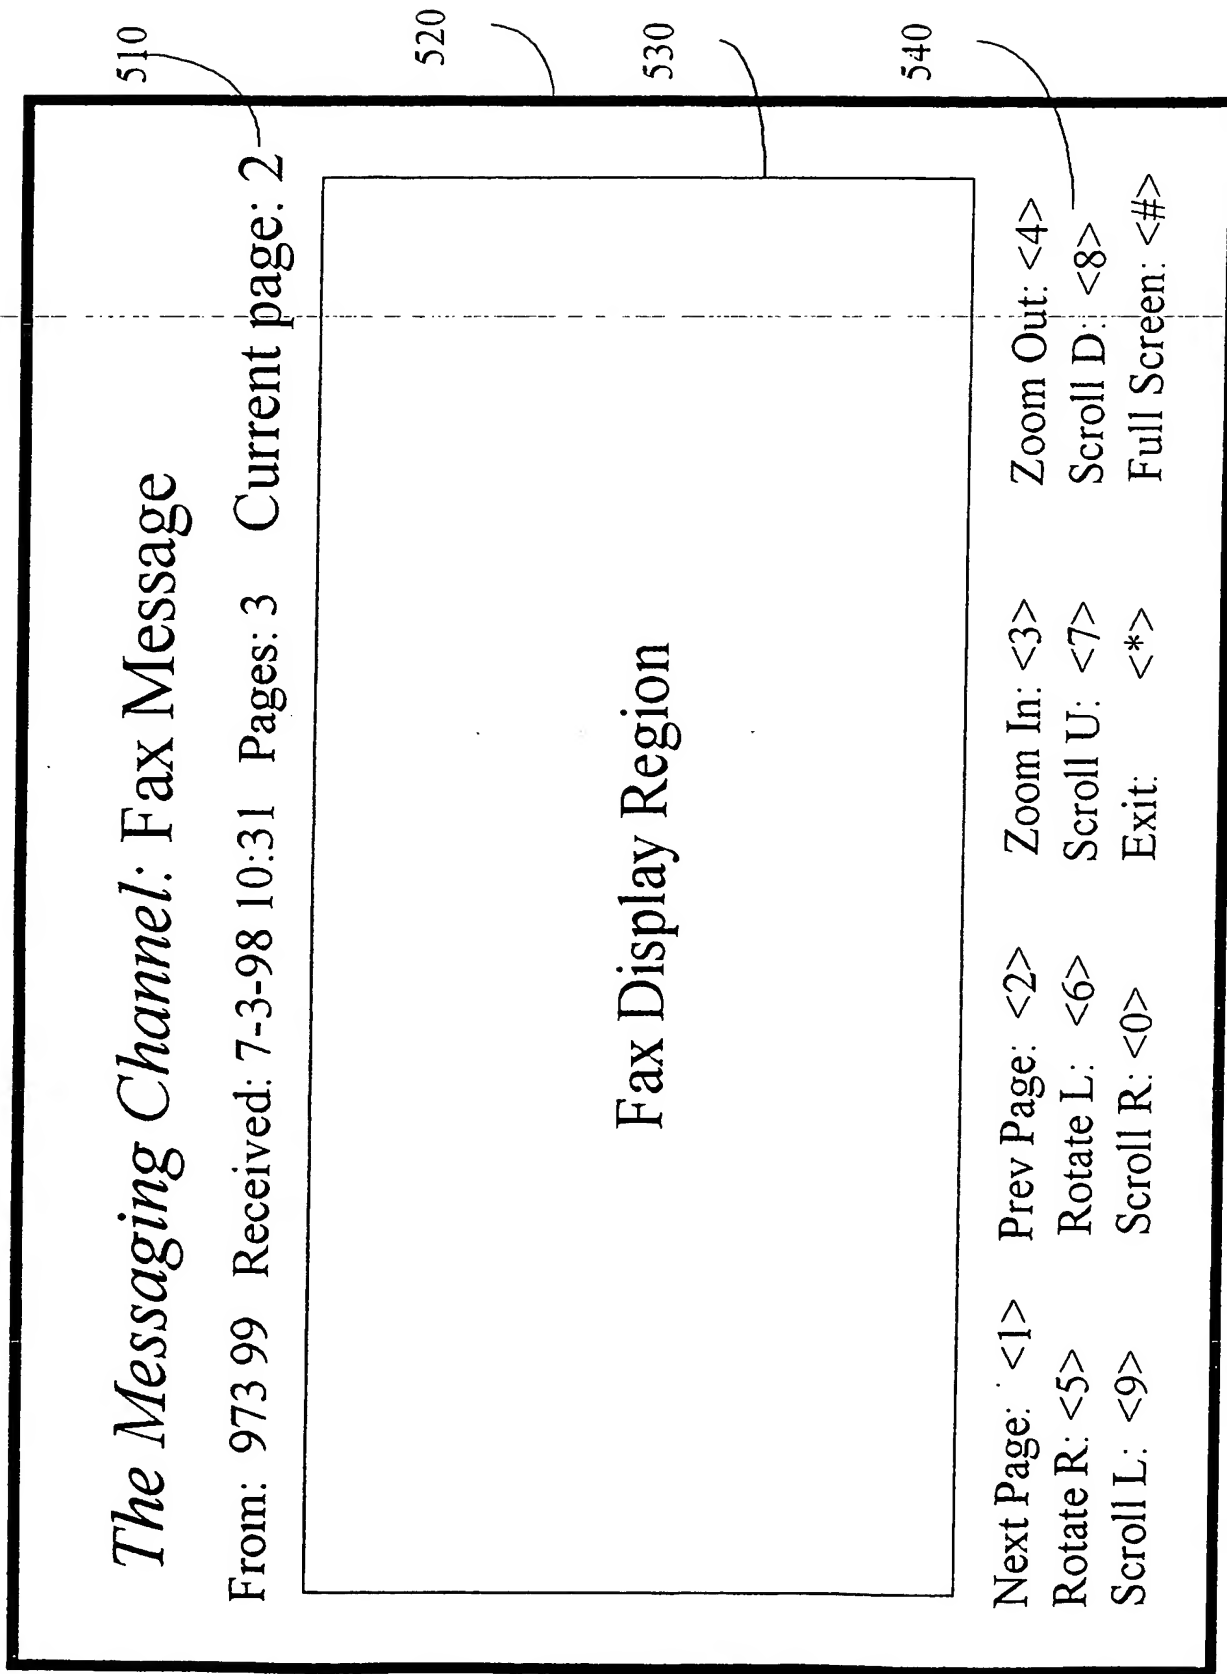 The Messaging Channel: Fax Message
From: 973 99 Received: 7-3-98 10:31 Pages: 3 Current page: 2
Fax Display Region
Next Page: <1> Prev Page: <2> Zoom In: <3> Zoom Out: <4>
Rotate R: <5> Rotate L: <6> Scroll U: <7> Scroll D: <8>
Scroll L: <9> Scroll R: <0> Exit: <*> Full Screen: <#>
510
520
530
540